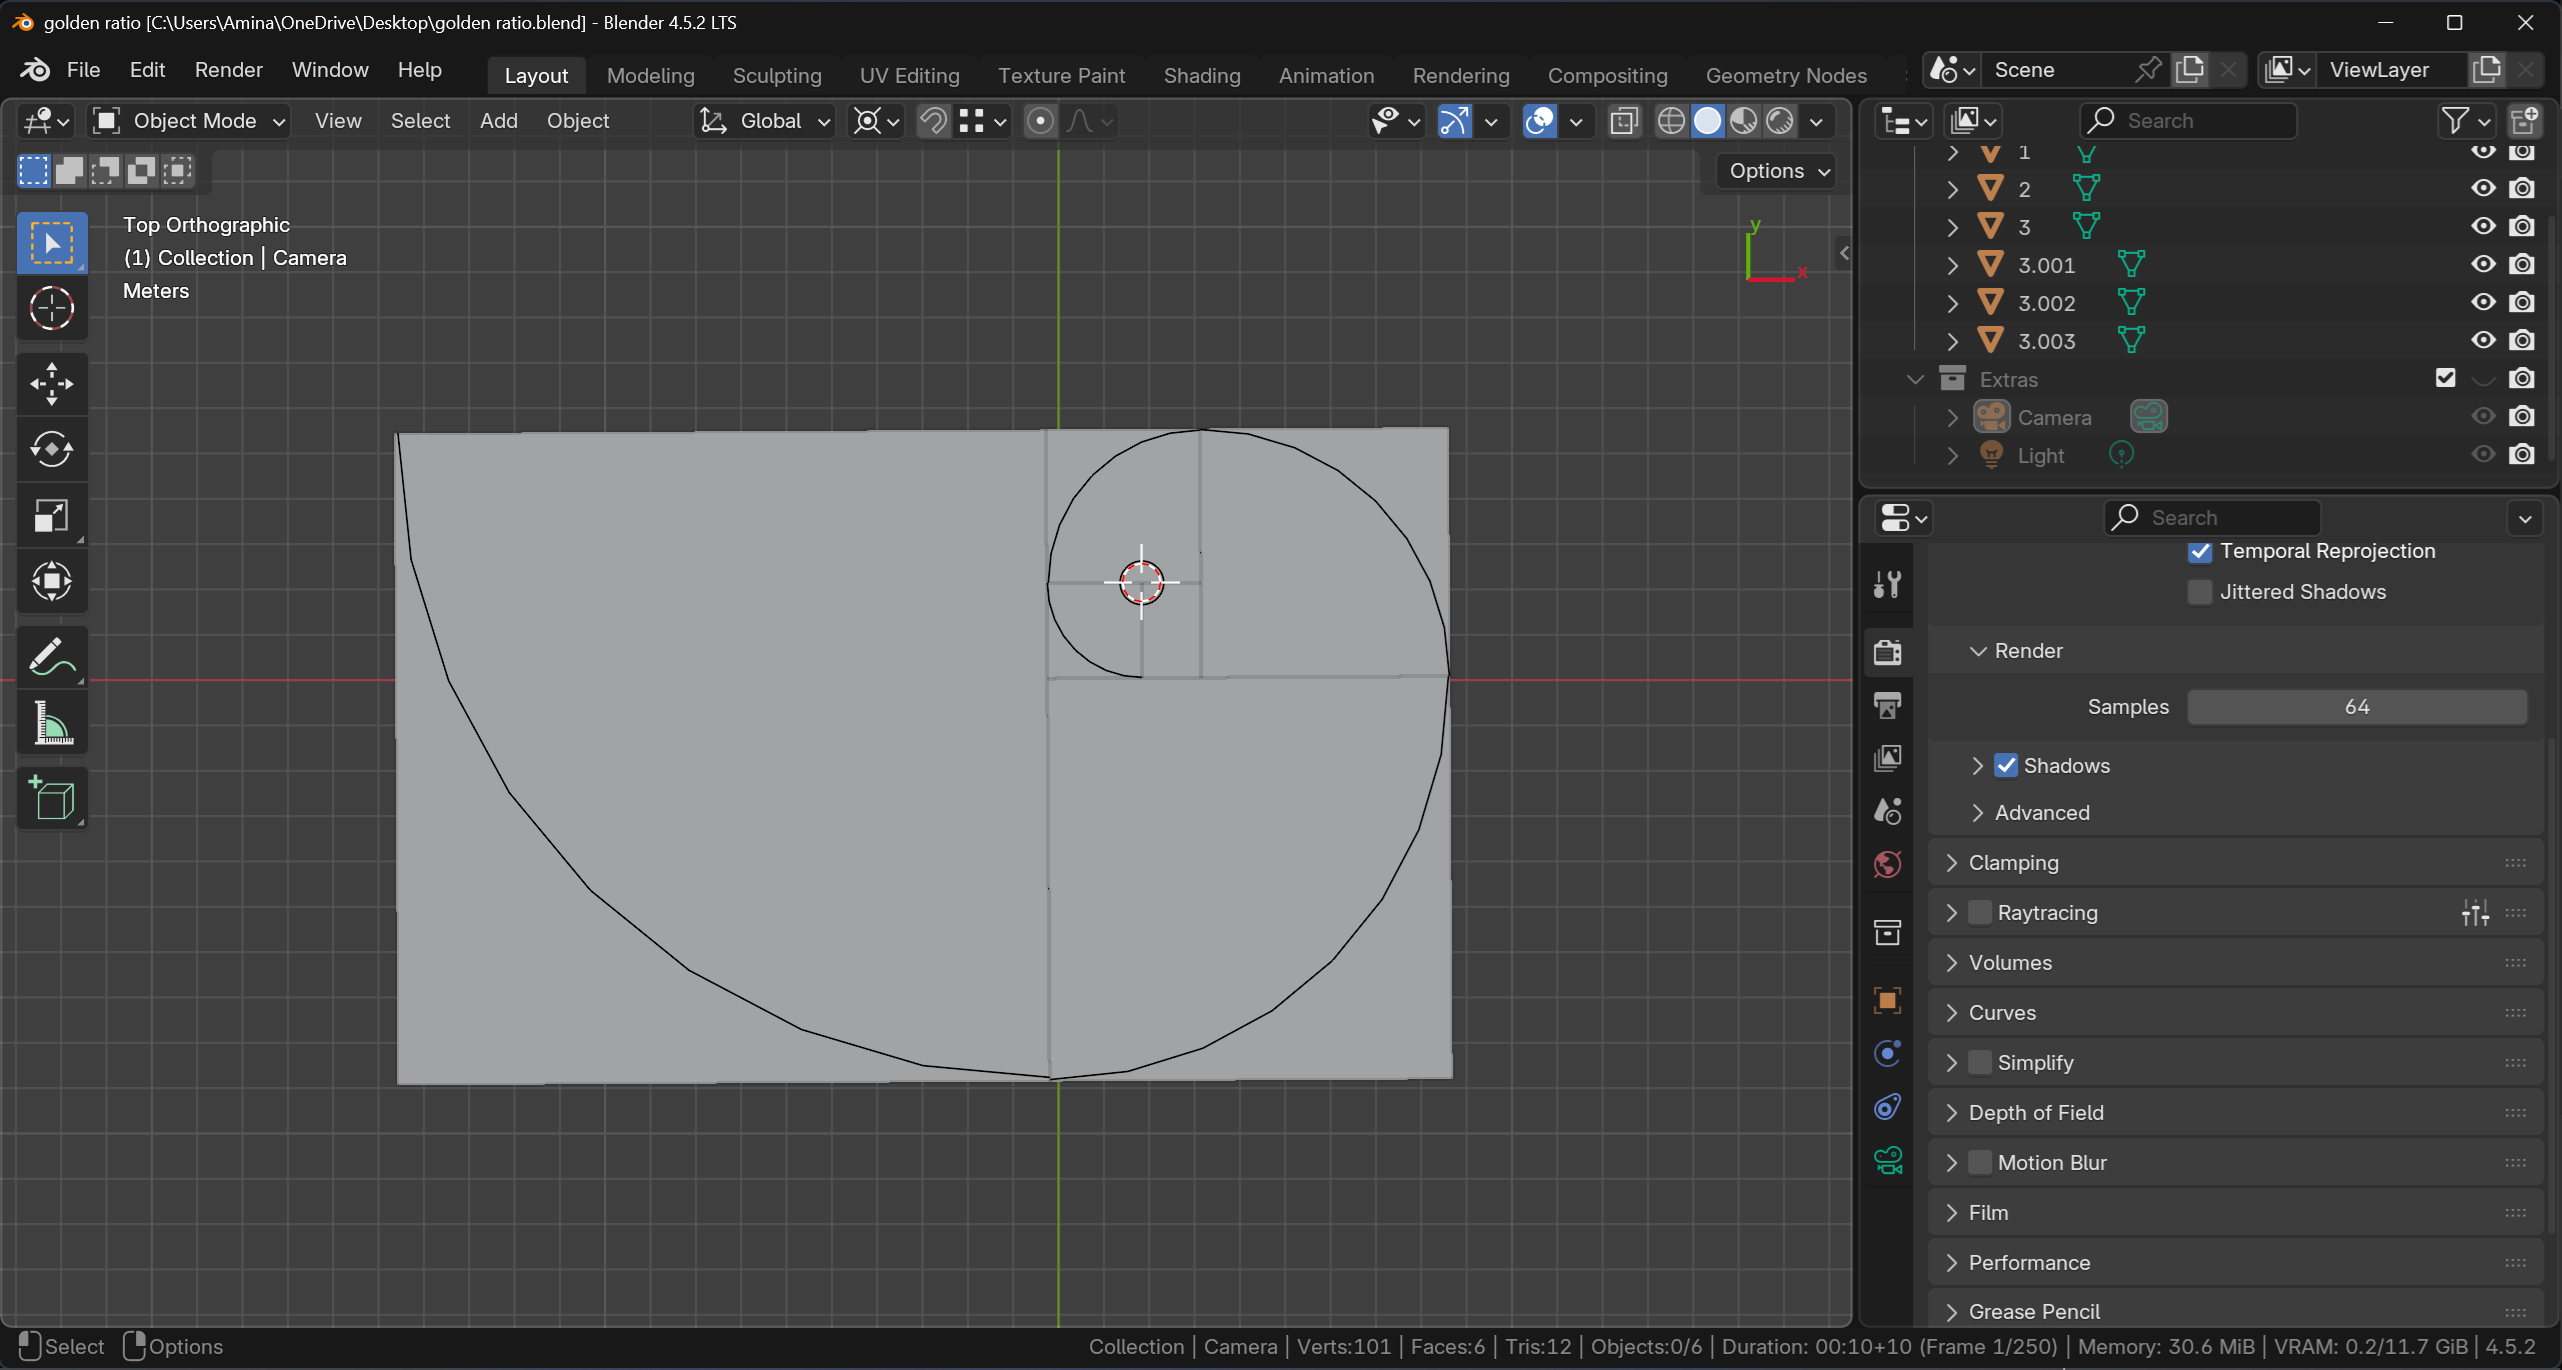 golden ratio [C:\Users\Amina\OneDrive\Desktop\golden ratio.blend] - Blender 4.5.2 LTS
File Edit Render Window Help Layout Modeling Sculpting UV Editing Texture Paint Shading Animation Rendering Compositing Geometry Nodes Scene ViewLayer
Object Mode View Select Add Object Global
Options
Top Orthographic
(1) Collection | Camera
Meters
y
x
Search
1
2
3
3.001
3.002
3.003
Extras
Camera
Light
Search
Temporal Reprojection
Jittered Shadows
Render
Samples 64
Shadows
Advanced
Clamping
Raytracing
Volumes
Curves
Simplify
Depth of Field
Motion Blur
Film
Performance
Grease Pencil
Select Options Collection | Camera | Verts:101 | Faces:6 | Tris:12 | Objects:0/6 | Duration: 00:10+10 (Frame 1/250) | Memory: 30.6 MiB | VRAM: 0.2/11.7 GiB | 4.5.2